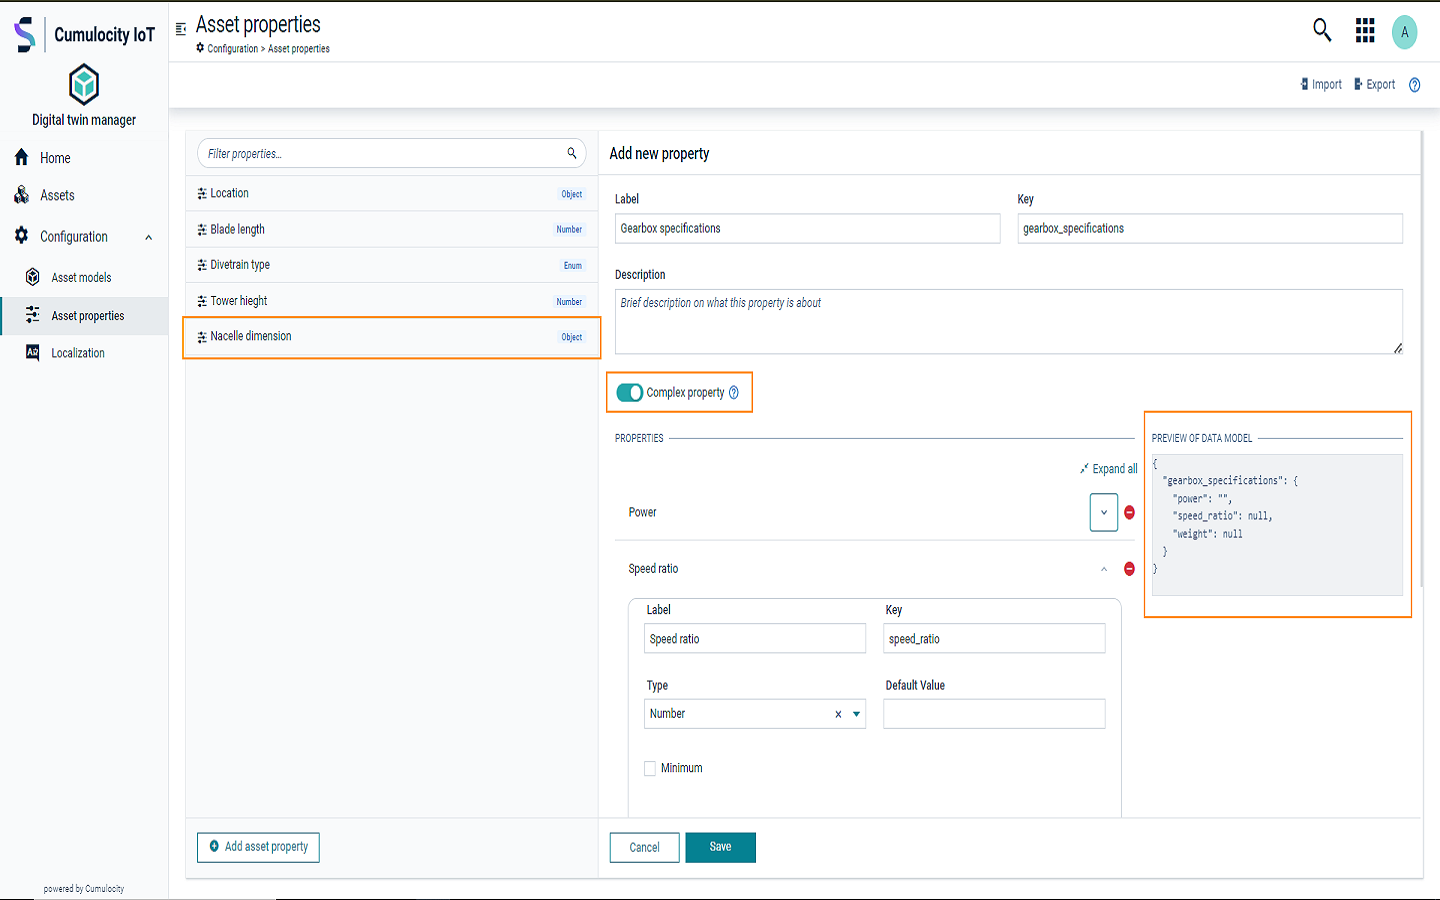 Cumulocity IoT
Digital twin manager
Home
Assets
Configuration
Asset models
Asset properties
Localization
powered by Cumulocity
Asset properties
Configuration > Asset properties
A
Import
Export
Filter properties...
Location Object
Blade length Number
Divetrain type Enum
Tower hieght Number
Nacelle dimension Object
Add asset property
Add new property
Label
Gearbox specifications
Key
gearbox_specifications
Description
Brief description on what this property is about
Complex property
PROPERTIES
Expand all
Power
Speed ratio
Label
Speed ratio
Key
speed_ratio
Type
Number
Default Value
Minimum
PREVIEW OF DATA MODEL
{
"gearbox_specifications": {
"power": "",
"speed_ratio": null,
"weight": null
}
}
Cancel
Save